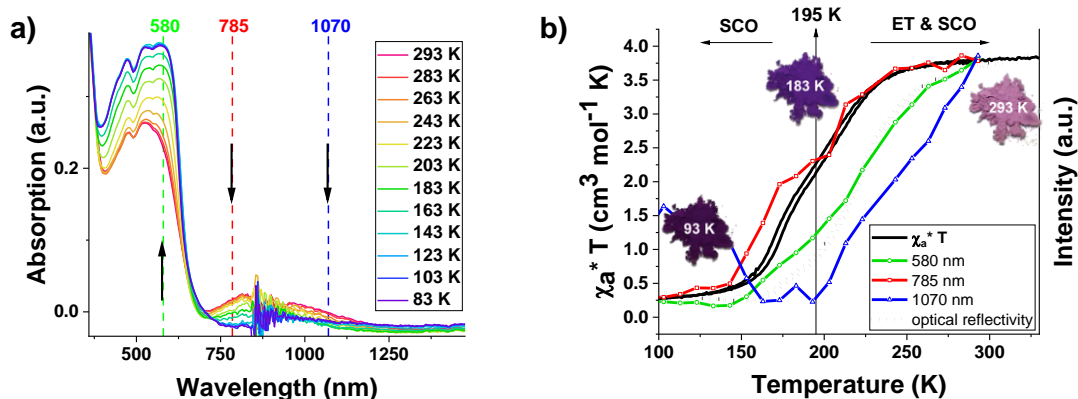 a)
580
785
1070
Absorption (a.u.)
0.2
0.0
500
750
1000
1250
Wavelength (nm)
293 K
283 K
263 K
243 K
223 K
203 K
183 K
163 K
143 K
123 K
103 K
83 K
b)
SCO
195 K
ET & SCO
χa* T (cm³ mol⁻¹ K)
4.0
3.5
3.0
2.5
2.0
1.5
1.0
0.5
0.0
183 K
293 K
93 K
χa* T
580 nm
785 nm
1070 nm
optical reflectivity
100
150
200
250
300
Temperature (K)
Intensity (a.u.)